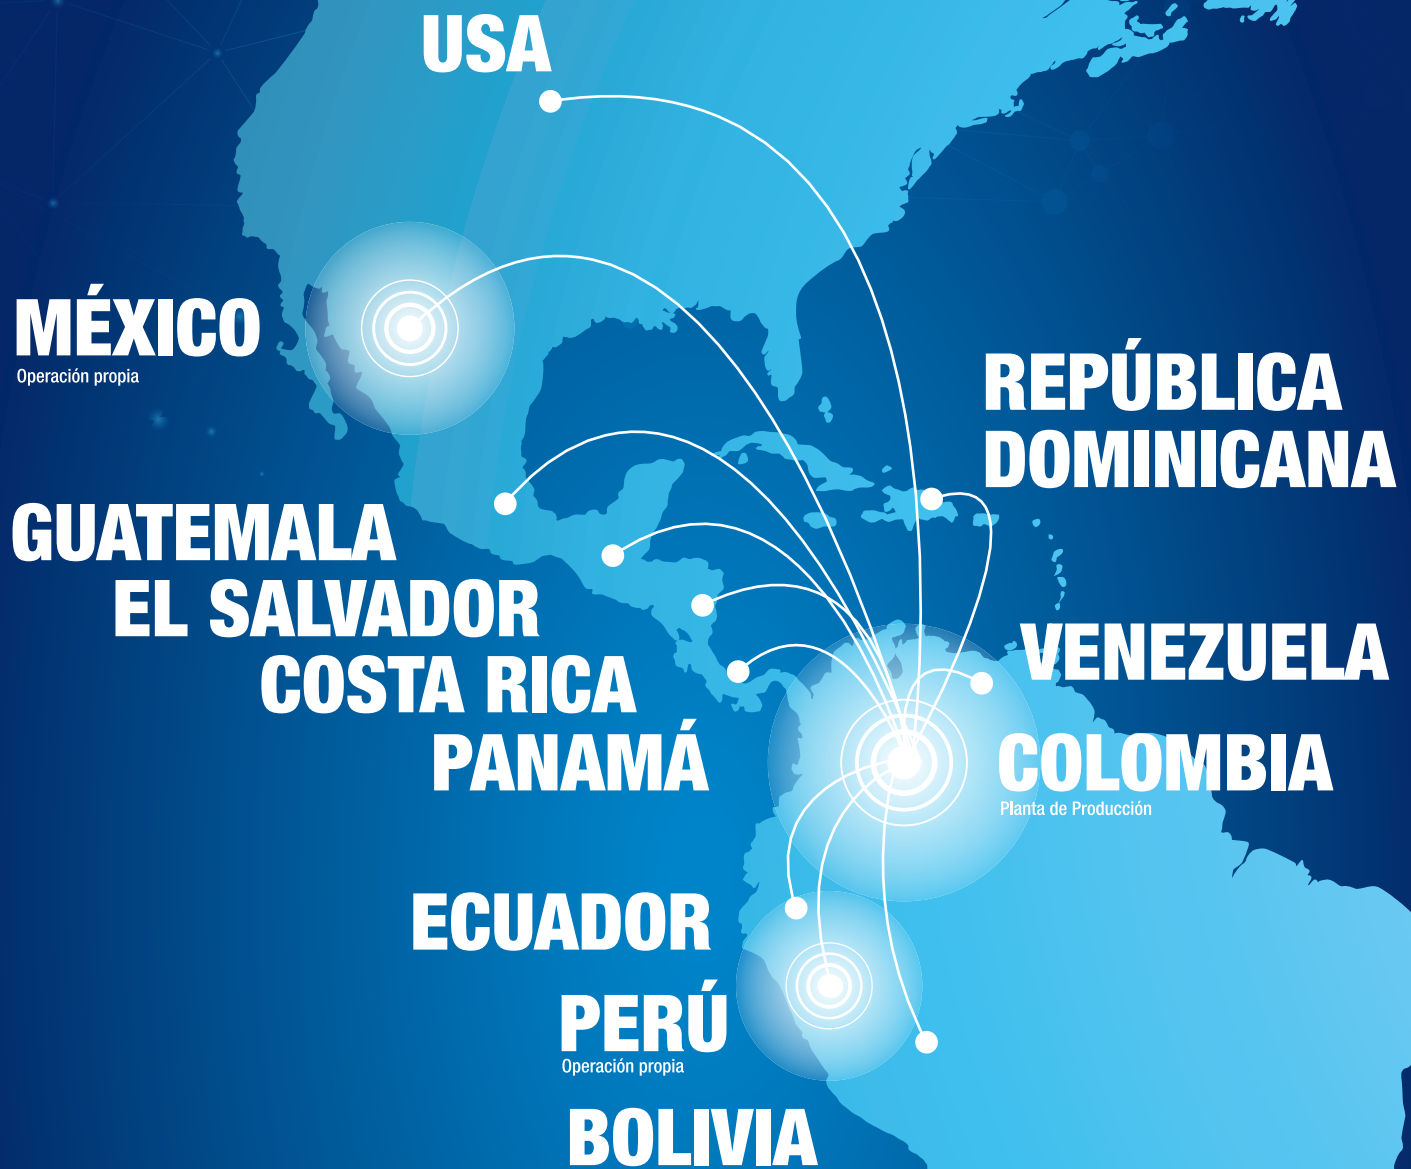 USA
MÉXICO
Operación propia
REPÚBLICA
DOMINICANA
GUATEMALA
EL SALVADOR
COSTA RICA
PANAMÁ
VENEZUELA
COLOMBIA
Planta de Producción
ECUADOR
PERÚ
Operación propia
BOLIVIA